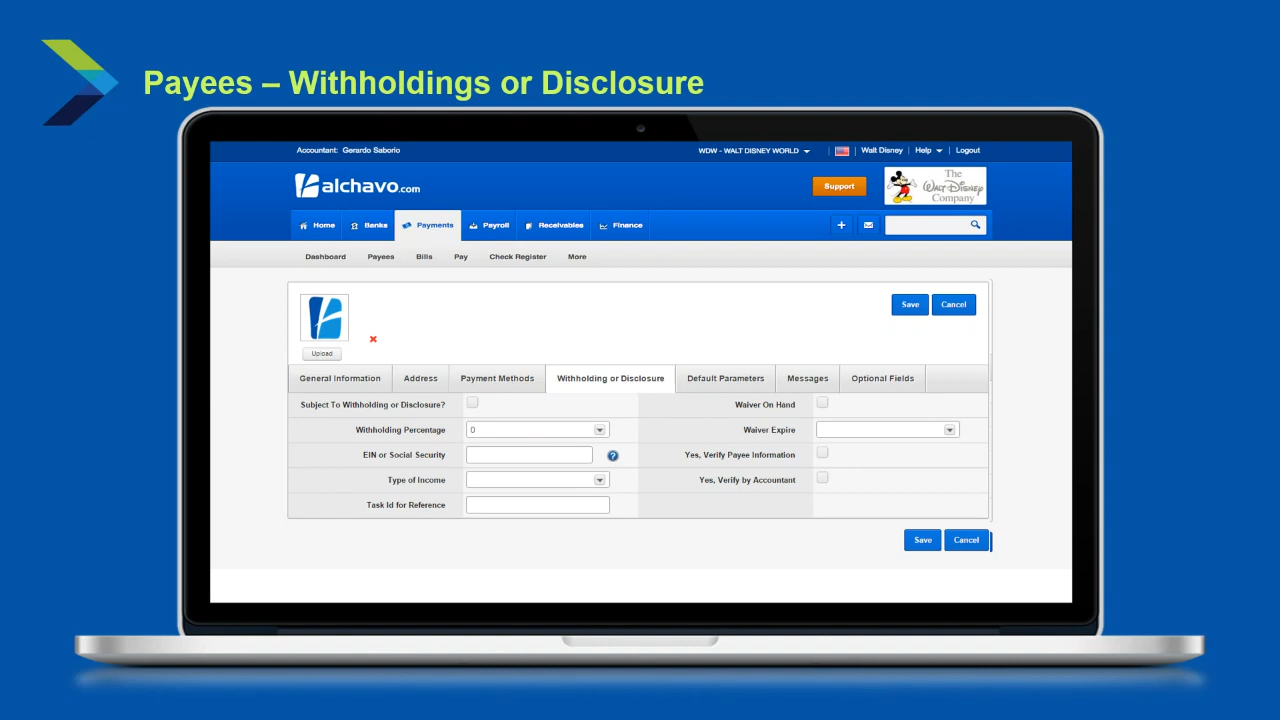 Payees – Withholdings or Disclosure
Accountant: Gerardo Saborio
WDW - WALT DISNEY WORLD | Walt Disney | Help | Logout
alchavo.com
Support
The
WALT DISNEY
Company
Home Banks Payments Payroll Receivables Finance
Dashboard Payees Bills Pay Check Register More
Save Cancel
Upload
General Information Address Payment Methods Withholding or Disclosure Default Parameters Messages Optional Fields
Subject To Withholding or Disclosure? Waiver On Hand
Withholding Percentage 0 Waiver Expire
EIN or Social Security ? Yes, Verify Payee Information
Type of Income Yes, Verify by Accountant
Task Id for Reference
Save Cancel